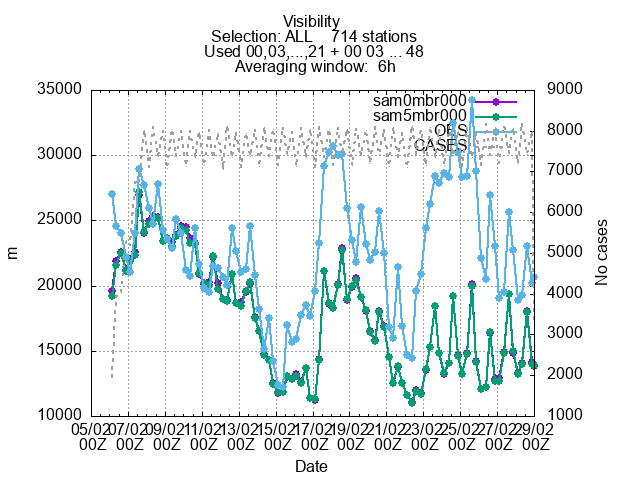 Visibility
Selection: ALL 714 stations
Used 00,03,...,21 + 00 03 ... 48
Averaging window: 6h
35000
30000
25000
20000
15000
10000
m
9000
8000
7000
6000
5000
4000
3000
2000
1000
No cases
sam0mbr000
sam5mbr000
OBS
CASES
05/02 07/02 09/02 11/02 13/02 15/02 17/02 19/02 21/02 23/02 25/02 27/02 29/02
00Z 00Z 00Z 00Z 00Z 00Z 00Z 00Z 00Z 00Z 00Z 00Z 00Z
Date